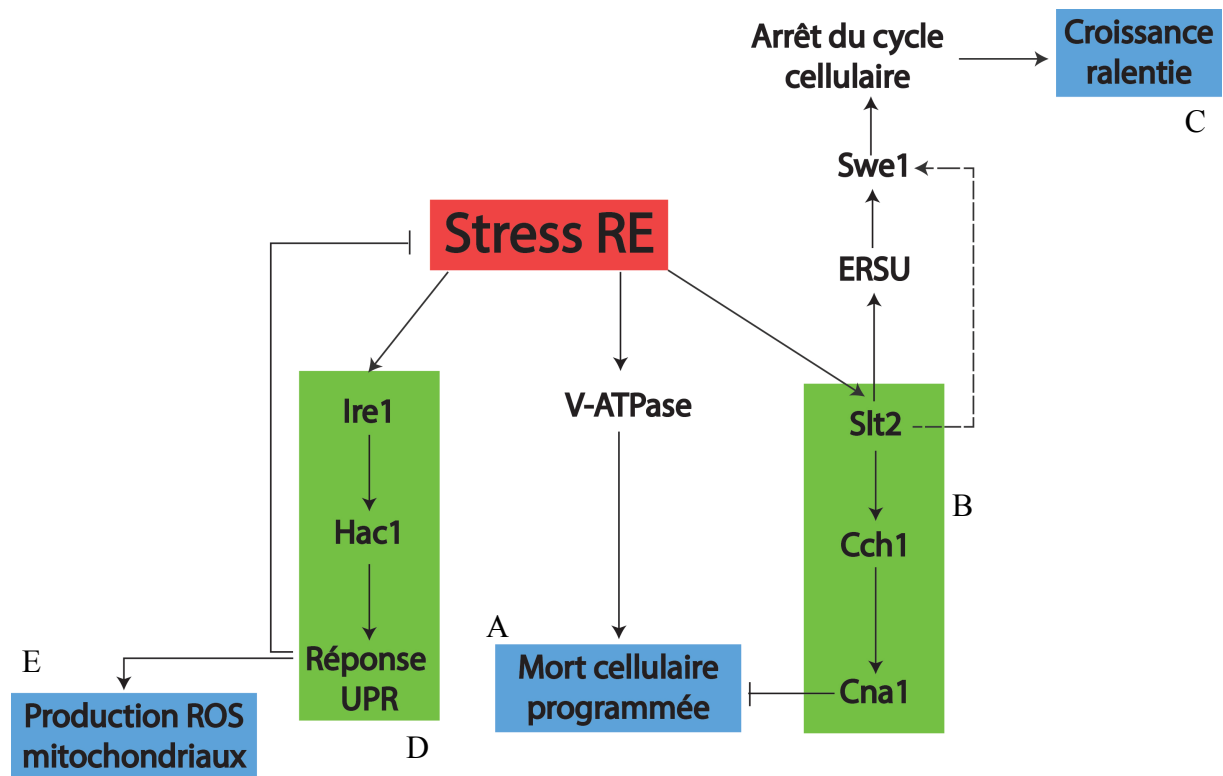 Arrêt du cycle
cellulaire
Croissance
ralentie
C
Swe1
Stress RE
ERSU
Ire1
V-ATPase
Slt2
B
Hac1
Cch1
A
E
Réponse
UPR
Mort cellulaire
programmée
Cna1
Production ROS
mitochondriaux
D